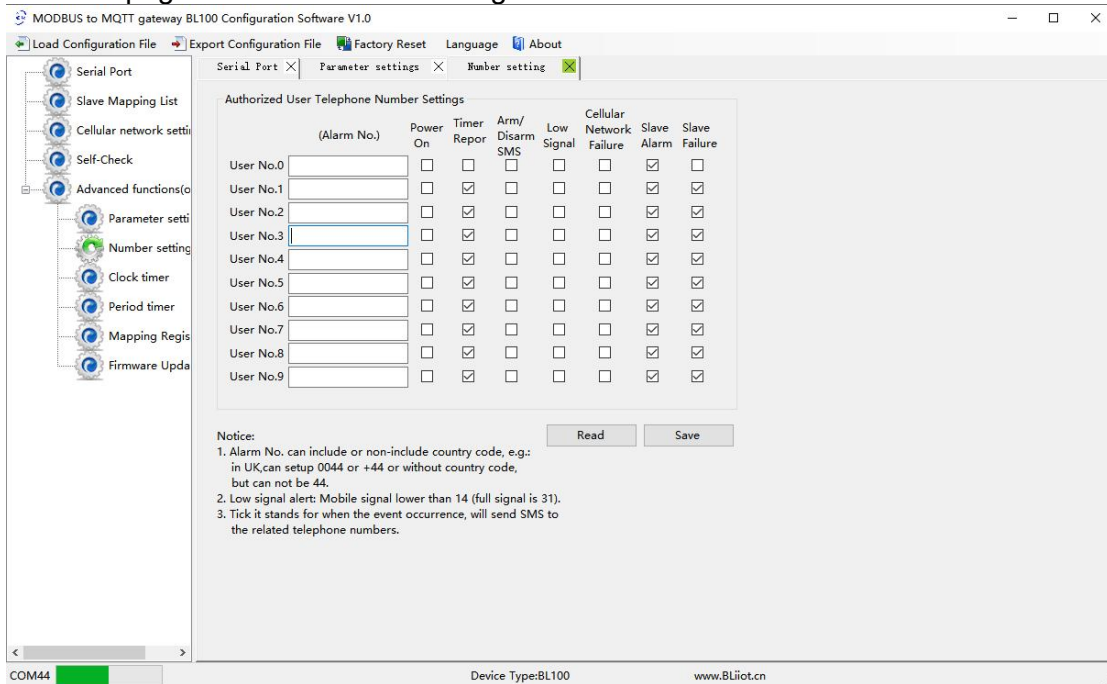 MODBUS to MQTT gateway BL100 Configuration Software V1.0
Load Configuration File Export Configuration File Factory Reset Language About
Serial Port
Slave Mapping List
Cellular network settin
Self-Check
Advanced functions(o
Parameter setti
Number setting
Clock timer
Period timer
Mapping Regis
Firmware Upda
Serial Port Parameter settings Number setting
Authorized User Telephone Number Settings
(Alarm No.) Power On Timer Repor Arm/ Disarm SMS Low Signal Cellular Network Failure Slave Alarm Slave Failure
User No.0
User No.1
User No.2
User No.3
User No.4
User No.5
User No.6
User No.7
User No.8
User No.9
Read Save
Notice:
1. Alarm No. can include or non-include country code, e.g.:
in UK,can setup 0044 or +44 or without country code,
but can not be 44.
2. Low signal alert: Mobile signal lower than 14 (full signal is 31).
3. Tick it stands for when the event occurrence, will send SMS to
the related telephone numbers.
COM44 Device Type:BL100 www.BLiiot.cn